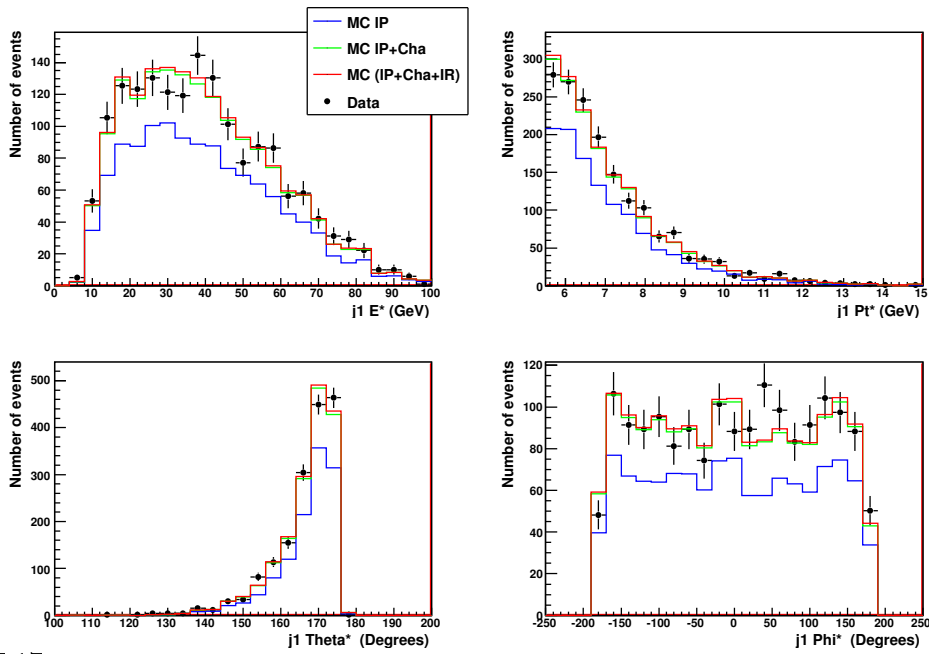 MC IP
MC IP+Cha
MC (IP+Cha+IR)
Data
Number of events
140
120
100
80
60
40
20
0
0 10 20 30 40 50 60 70 80 90 100
j1 E* (GeV)
Number of events
300
250
200
150
100
50
0
6 7 8 9 10 11 12 13 14 15
j1 Pt* (GeV)
Number of events
500
400
300
200
100
0
100 110 120 130 140 150 160 170 180 190 200
j1 Theta* (Degrees)
Number of events
120
100
80
60
40
20
0
-250 -200 -150 -100 -50 0 50 100 150 200 250
j1 Phi* (Degrees)